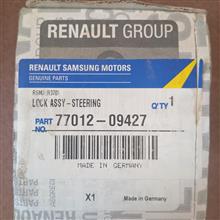 RENAULT GROUP
RENAULT SAMSUNG MOTORS
GENUINE PARTS
LOCK ASSY-STEERING
PART 77012-09427 Q'TY 1
MADE IN GERMANY
X1 Made in Germany